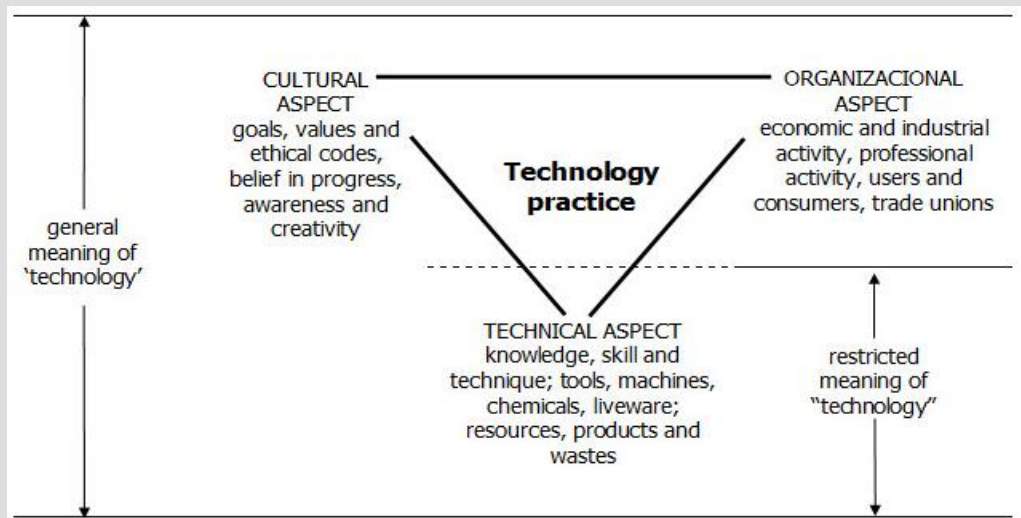 CULTURAL
ASPECT
goals, values and
ethical codes,
belief in progress,
awareness and
creativity
ORGANIZACIONAL
ASPECT
economic and industrial
activity, professional
activity, users and
consumers, trade unions
Technology
practice
general
meaning of
‘technology’
TECHNICAL ASPECT
knowledge, skill and
technique; tools, machines,
chemicals, liveware;
resources, products and
wastes
restricted
meaning of
“technology”